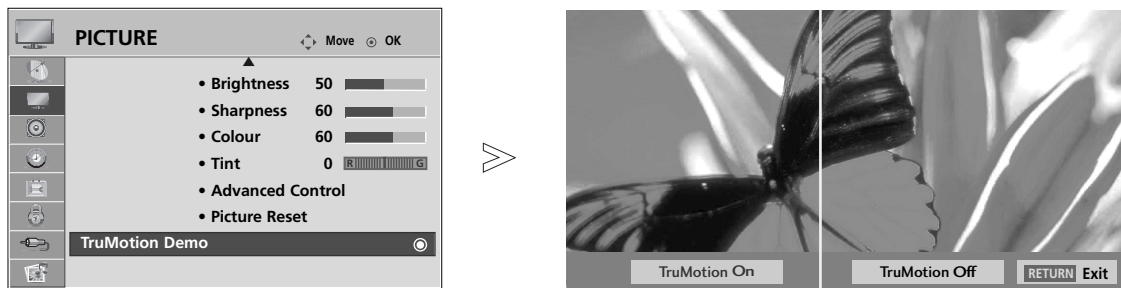 PICTURE
Move OK
• Brightness 50
• Sharpness 60
• Colour 60
• Tint 0 R G
• Advanced Control
• Picture Reset
TruMotion Demo
TruMotion On
TruMotion Off
RETURN Exit